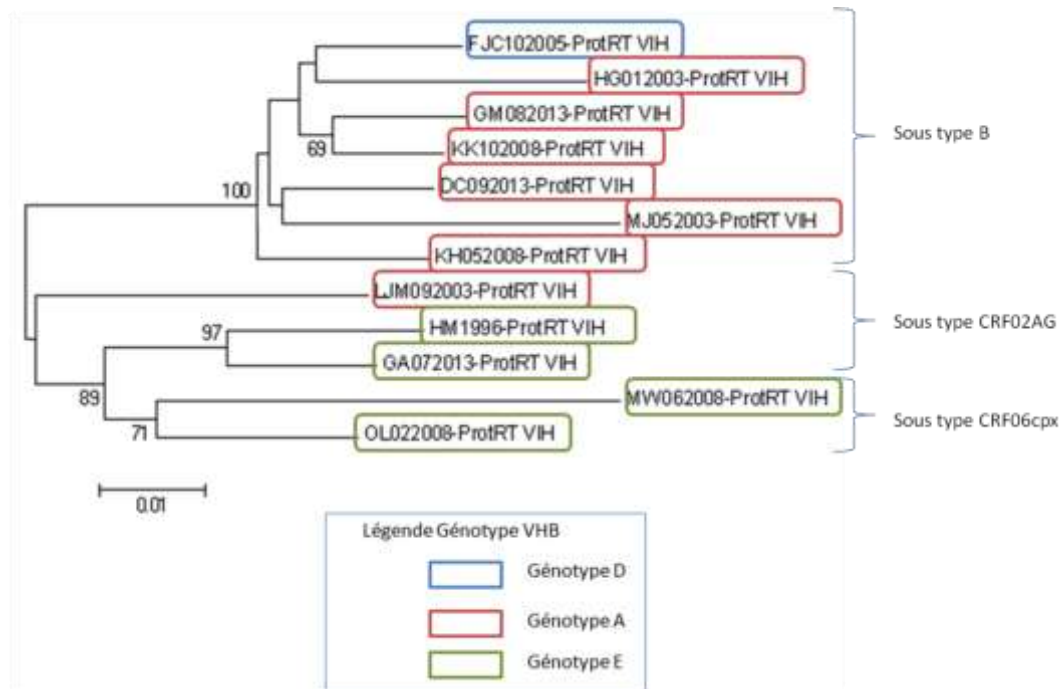 FJC102005-ProtRT VIH
HG012003-ProtRT VIH
GM082013-ProtRT VIH
69
KK102008-ProtRT VIH
Sous type B
100
DC092013-ProtRT VIH
MJ052003-ProtRT VIH
KH052008-ProtRT VIH
LJM092003-ProtRT VIH
97
HM1996-ProtRT VIH
Sous type CRF02AG
GA072013-ProtRT VIH
89
MW062008-ProtRT VIH
Sous type CRF06cpx
71
OL022008-ProtRT VIH
0.01
Légende Génotype VHB
Génotype D
Génotype A
Génotype E